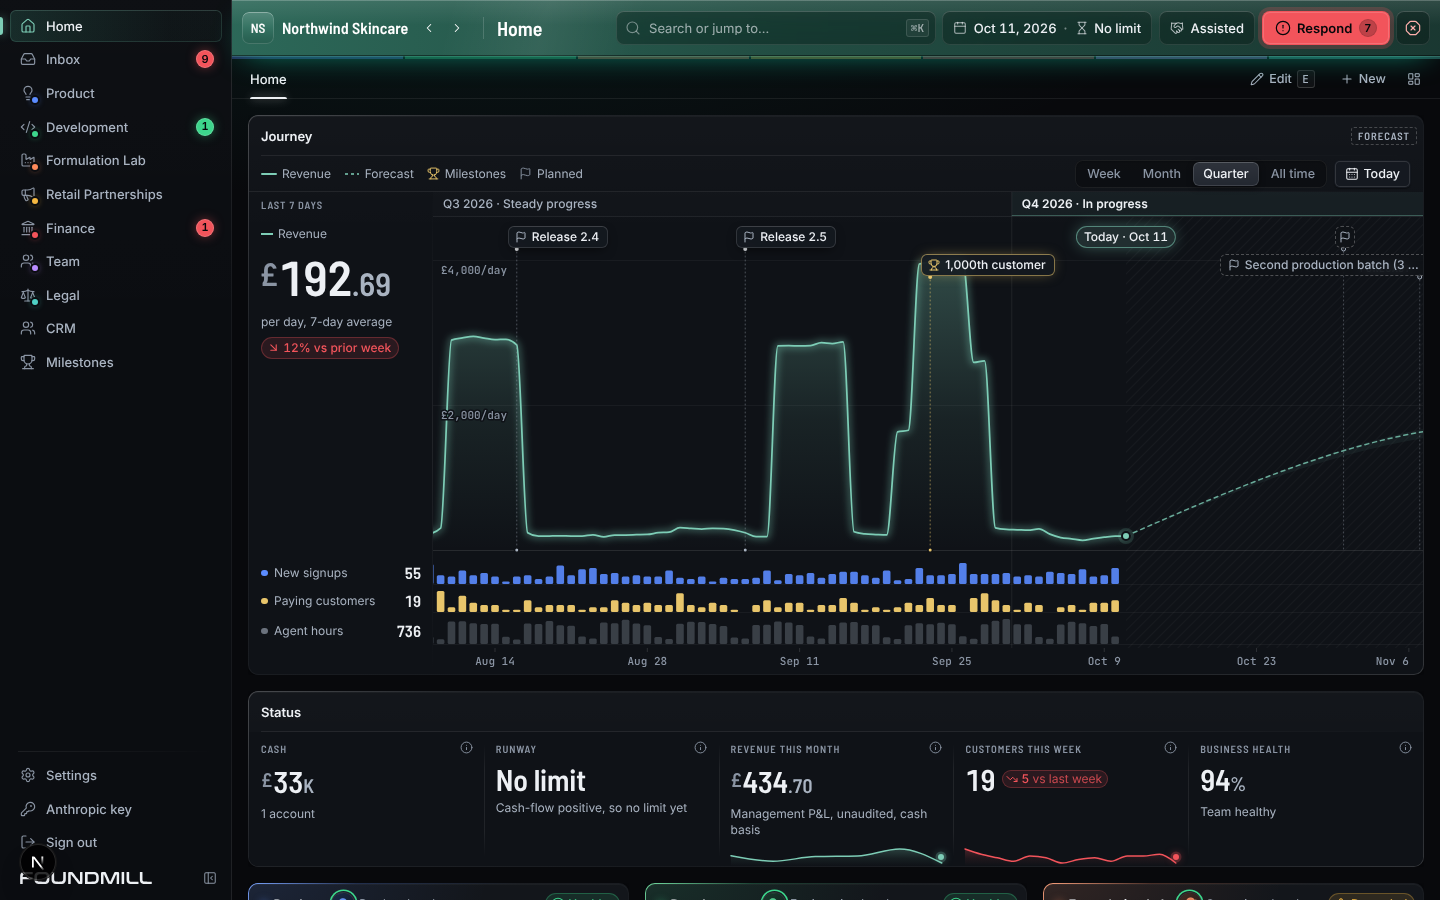 Home
Inbox 9
Product
Development 1
Formulation Lab
Retail Partnerships
Finance 1
Team
Legal
CRM
Milestones
Settings
Anthropic key
Sign out
N
FOUNDMILL
NS Northwind Skincare
Home
Search or jump to... ⌘K
Oct 11, 2026 · No limit
Assisted
Respond 7
Home
Edit E
+ New
Journey
FORECAST
Revenue Forecast Milestones Planned
Week Month Quarter All time Today
LAST 7 DAYS
Revenue
£192.69
per day, 7-day average
12% vs prior week
Q3 2026 · Steady progress
Q4 2026 · In progress
Release 2.4
Release 2.5
Today · Oct 11
1,000th customer
Second production batch (3 ...
£4,000/day
£2,000/day
New signups 55
Paying customers 19
Agent hours 736
Aug 14 Aug 28 Sep 11 Sep 25 Oct 9 Oct 23 Nov 6
Status
CASH
£33K
1 account
RUNWAY
No limit
Cash-flow positive, so no limit yet
REVENUE THIS MONTH
£434.70
Management P&L, unaudited, cash
basis
CUSTOMERS THIS WEEK
19 5 vs last week
BUSINESS HEALTH
94%
Team healthy